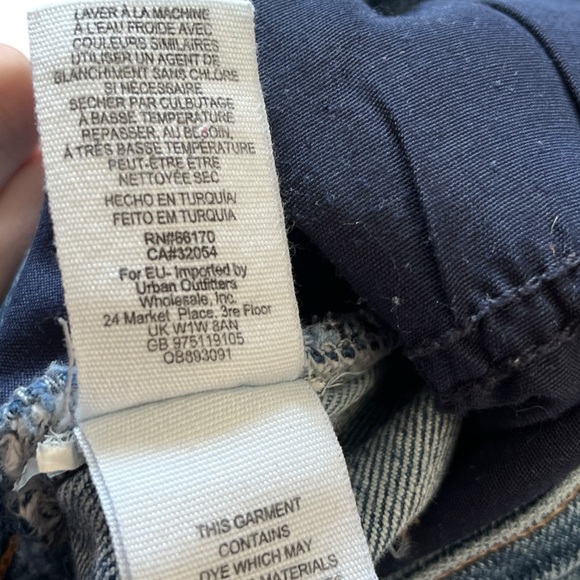 LAVER À LA MACHINE
À L'EAU FROIDE AVEC
COULEURS SIMILAIRES
UTILISER UN AGENT DE
BLANCHIMENT SANS CHLORE
SI NÉCESSAIRE
SÉCHER PAR CULBUTAGE
À BASSE TEMPÉRATURE
REPASSER, AU BESOIN,
À TRÈS BASSE TEMPÉRATURE
PEUT-ÊTRE ÊTRE
NETTOYÉE SEC
HECHO EN TURQUÍA/
FEITO EM TURQUIA
RN#66170
CA#32054
For EU- Imported by
Urban Outfitters
Wholesale, Inc.
24 Market Place, 3re Floor
UK W1W 8AN
GB 975119105
OB893091
THIS GARMENT
CONTAINS
DYE WHICH MAY
MATERIALS